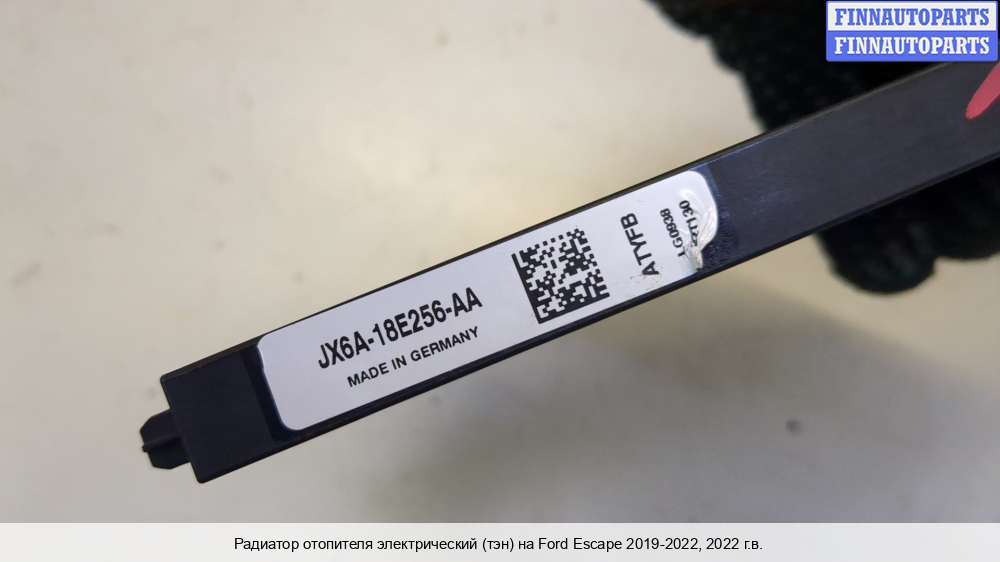 FINNAUTOPARTS
FINNAUTOPARTS
JX6A-18E256-AA
MADE IN GERMANY
ATYFB
LG0938
Радиатор отопителя электрический (тэн) на Ford Escape 2019-2022, 2022 г.в.